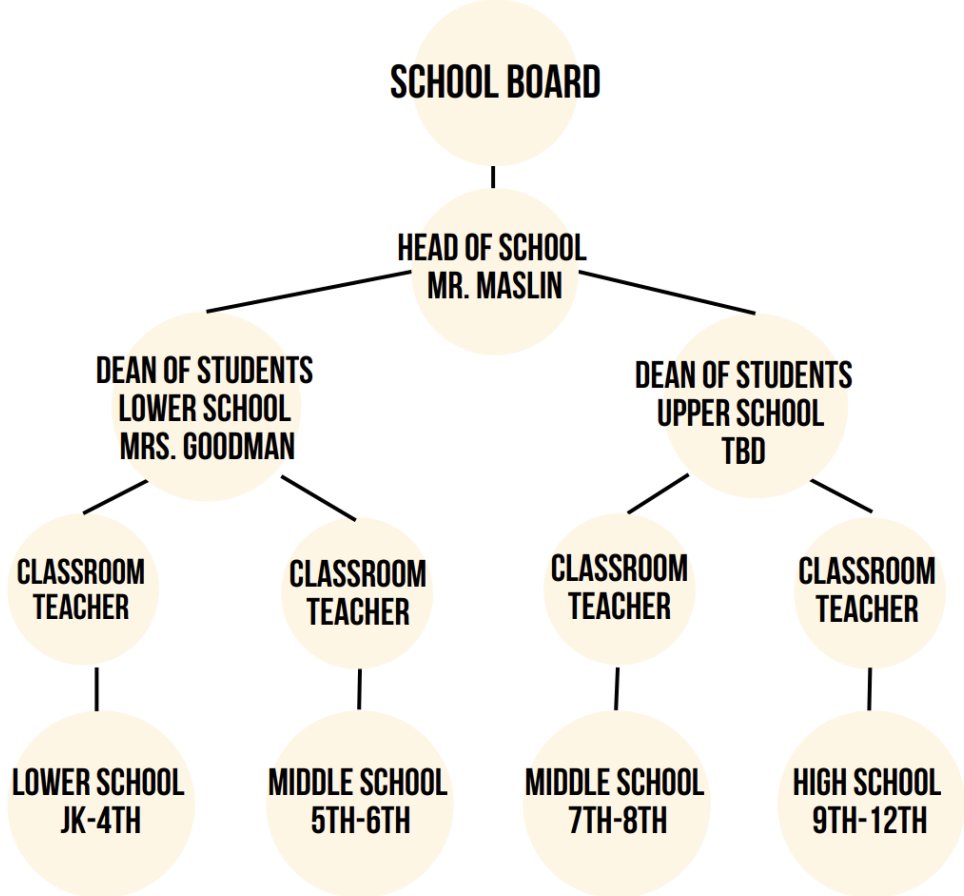 SCHOOL BOARD
HEAD OF SCHOOL
MR. MASLIN
DEAN OF STUDENTS
LOWER SCHOOL
MRS. GOODMAN
DEAN OF STUDENTS
UPPER SCHOOL
TBD
CLASSROOM
TEACHER
CLASSROOM
TEACHER
CLASSROOM
TEACHER
CLASSROOM
TEACHER
LOWER SCHOOL
JK-4TH
MIDDLE SCHOOL
5TH-6TH
MIDDLE SCHOOL
7TH-8TH
HIGH SCHOOL
9TH-12TH